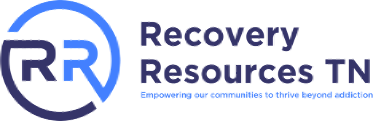 RR
Recovery
Resources TN
Empowering our communities to thrive beyond addiction